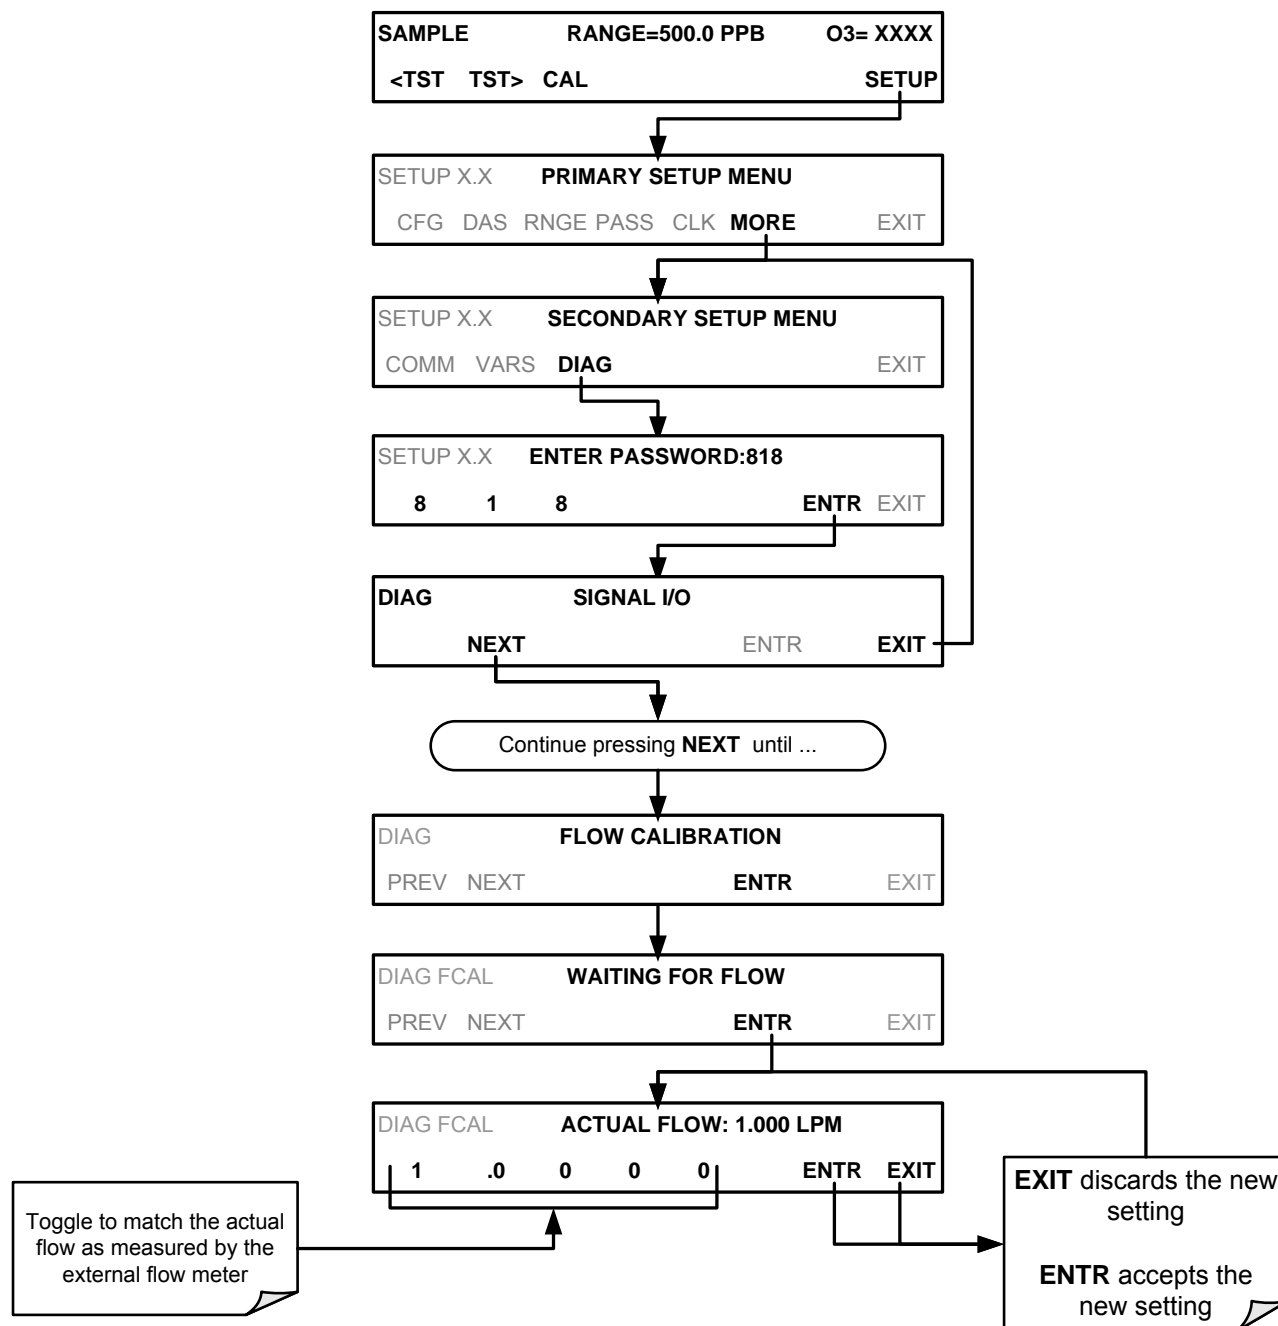 SAMPLE RANGE=500.0 PPB O3= XXXX
<TST TST> CAL SETUP
SETUP X.X PRIMARY SETUP MENU
CFG DAS RNGE PASS CLK MORE EXIT
SETUP X.X SECONDARY SETUP MENU
COMM VARS DIAG EXIT
SETUP X.X ENTER PASSWORD:818
8 1 8 ENTR EXIT
DIAG SIGNAL I/O
NEXT ENTR EXIT
Continue pressing NEXT until ...
DIAG FLOW CALIBRATION
PREV NEXT ENTR EXIT
DIAG FCAL WAITING FOR FLOW
PREV NEXT ENTR EXIT
DIAG FCAL ACTUAL FLOW: 1.000 LPM
1 .0 0 0 0 ENTR EXIT
Toggle to match the actual
flow as measured by the
external flow meter
EXIT discards the new
setting
ENTR accepts the
new setting